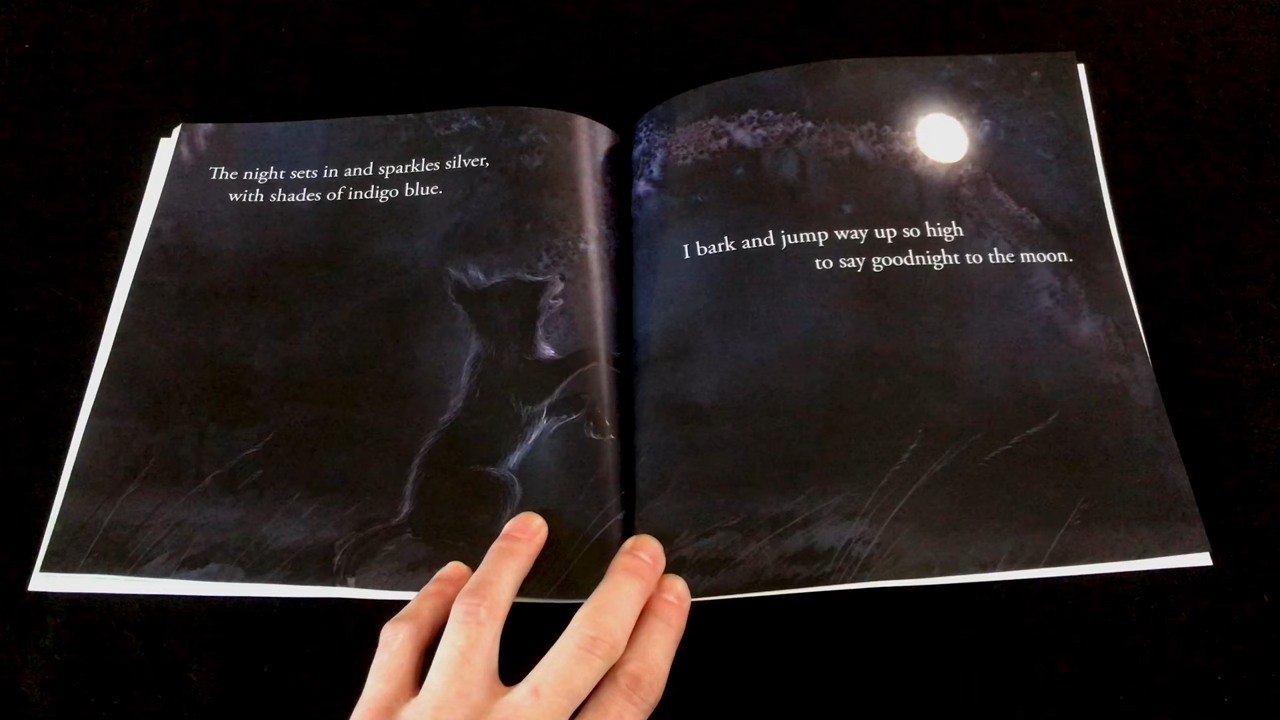 The night sets in and sparkles silver,
with shades of indigo blue.
I bark and jump way up so high
to say goodnight to the moon.